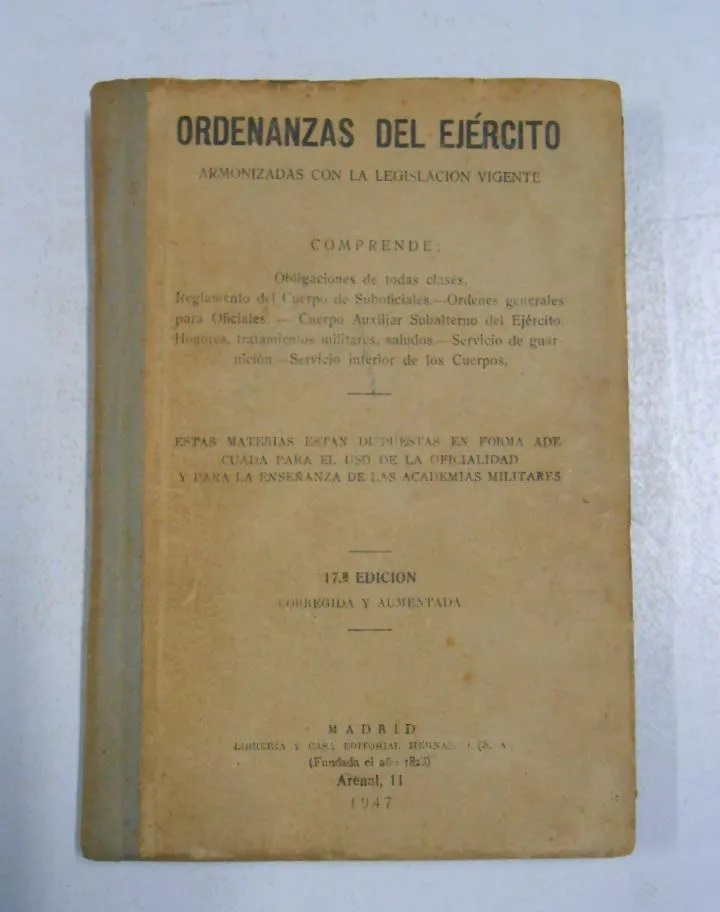 ORDENANZAS DEL EJÉRCITO
ARMONIZADAS CON LA LEGISLACION VIGENTE
COMPRENDE:
Obligaciones de todas clases.
Reglamento del Cuerpo de Suboficiales.—Ordenes generales
para Oficiales. — Cuerpo Auxiliar Subalterno del Ejército.
Honores, tratamientos militares, saludos.—Servicio de guar-
nición.—Servicio interior de los Cuerpos.
ESTAS MATERIAS ESTAN DISPUESTAS EN FORMA ADE-
CUADA PARA EL USO DE LA OFICIALIDAD
Y PARA LA ENSEÑANZA DE LAS ACADEMIAS MILITARES
17.ª EDICION
CORREGIDA Y AUMENTADA
MADRID
LIBRERÍA Y CASA EDITORIAL (S. A
(Fundada el año 1828)
Arenal, 11
1947